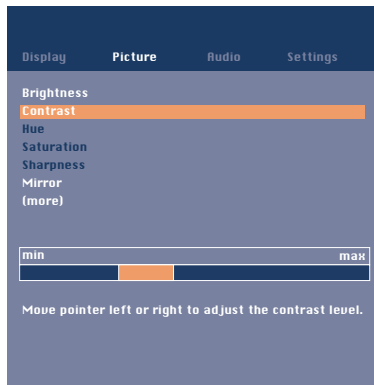 Display Picture Audio Settings
Brightness
Contrast
Hue
Saturation
Sharpness
Mirror
(more)
min max
Move pointer left or right to adjust the contrast level.